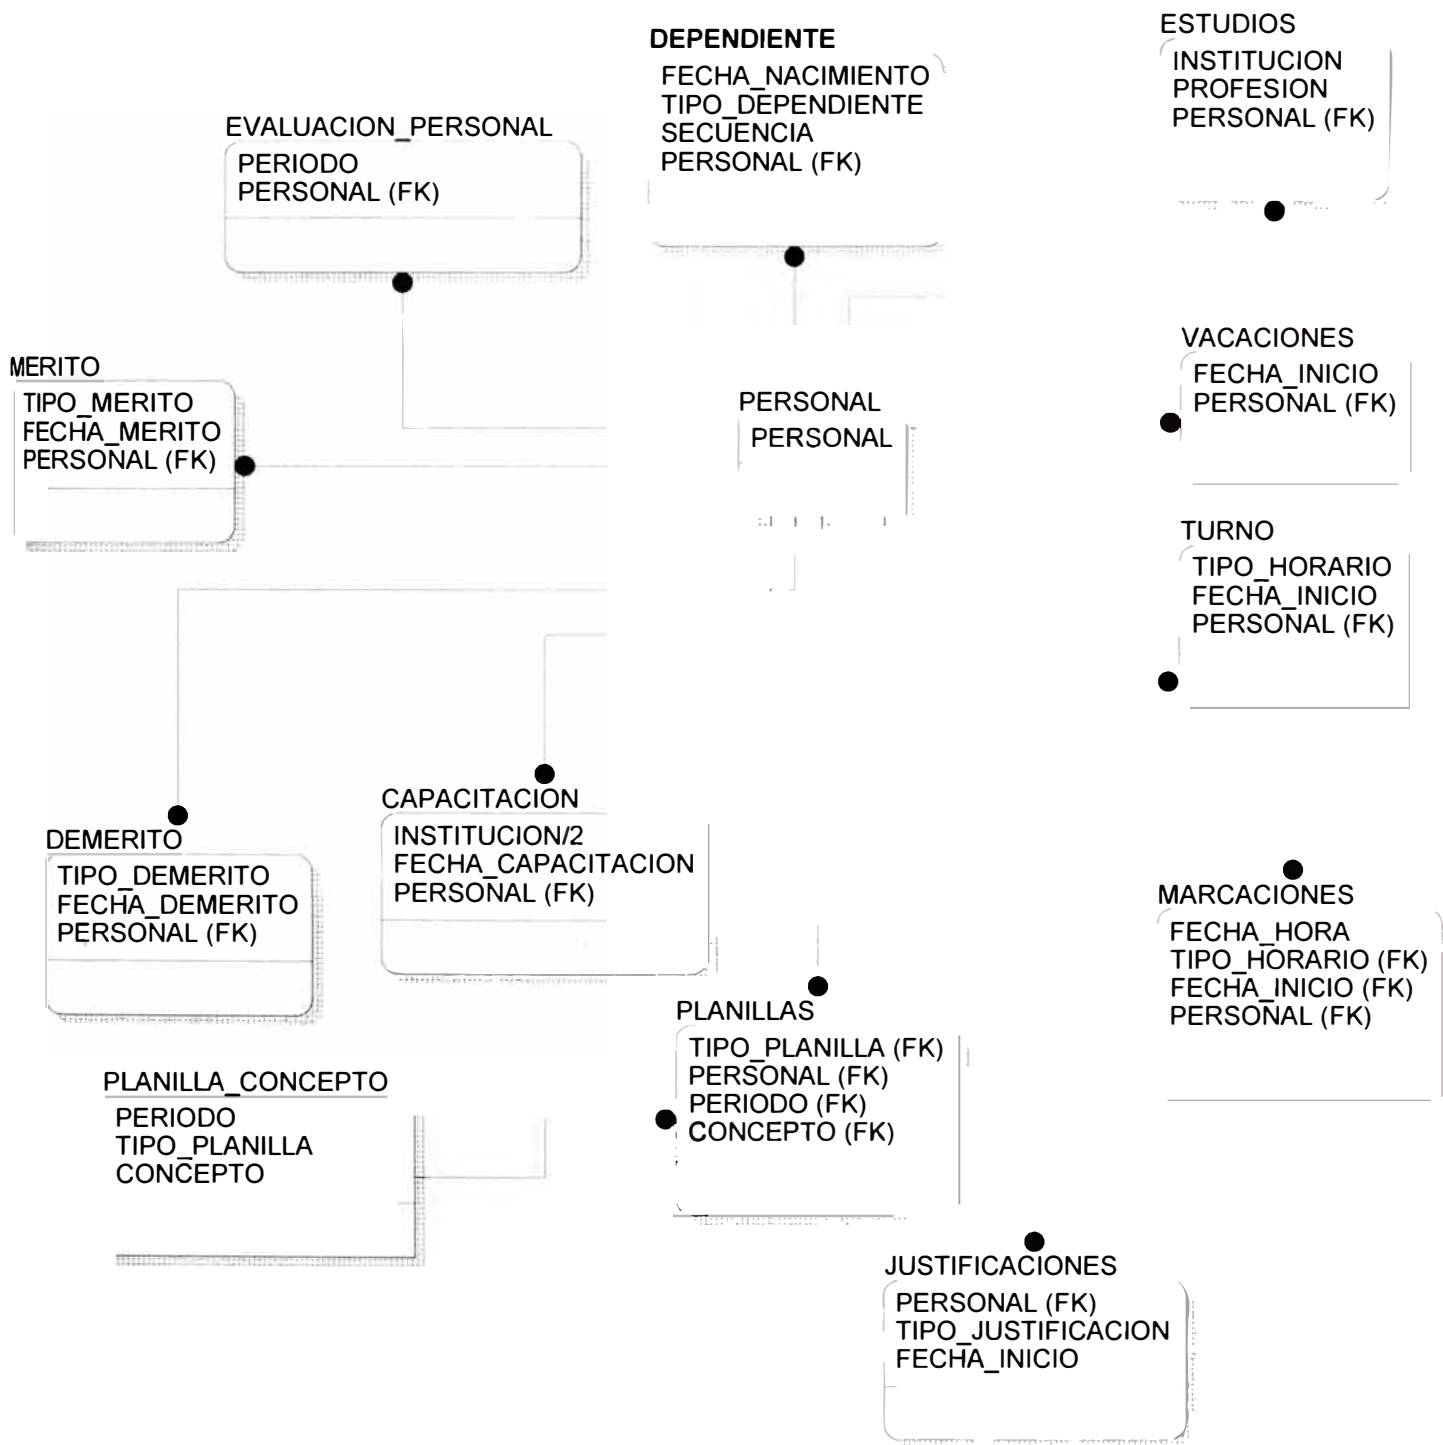 DEPENDIENTE
FECHA_NACIMIENTO
TIPO_DEPENDIENTE
SECUENCIA
PERSONAL (FK)
ESTUDIOS
INSTITUCION
PROFESION
PERSONAL (FK)
EVALUACION_PERSONAL
PERIODO
PERSONAL (FK)
MERITO
TIPO_MERITO
FECHA_MERITO
PERSONAL (FK)
PERSONAL
PERSONAL
VACACIONES
FECHA_INICIO
PERSONAL (FK)
TURNO
TIPO_HORARIO
FECHA_INICIO
PERSONAL (FK)
DEMERITO
TIPO_DEMERITO
FECHA_DEMERITO
PERSONAL (FK)
CAPACITACION
INSTITUCION/2
FECHA_CAPACITACION
PERSONAL (FK)
MARCACIONES
FECHA_HORA
TIPO_HORARIO (FK)
FECHA_INICIO (FK)
PERSONAL (FK)
PLANILLAS
TIPO_PLANILLA (FK)
PERSONAL (FK)
PERIODO (FK)
CONCEPTO (FK)
PLANILLA_CONCEPTO
PERIODO
TIPO_PLANILLA
CONCEPTO
JUSTIFICACIONES
PERSONAL (FK)
TIPO_JUSTIFICACION
FECHA_INICIO